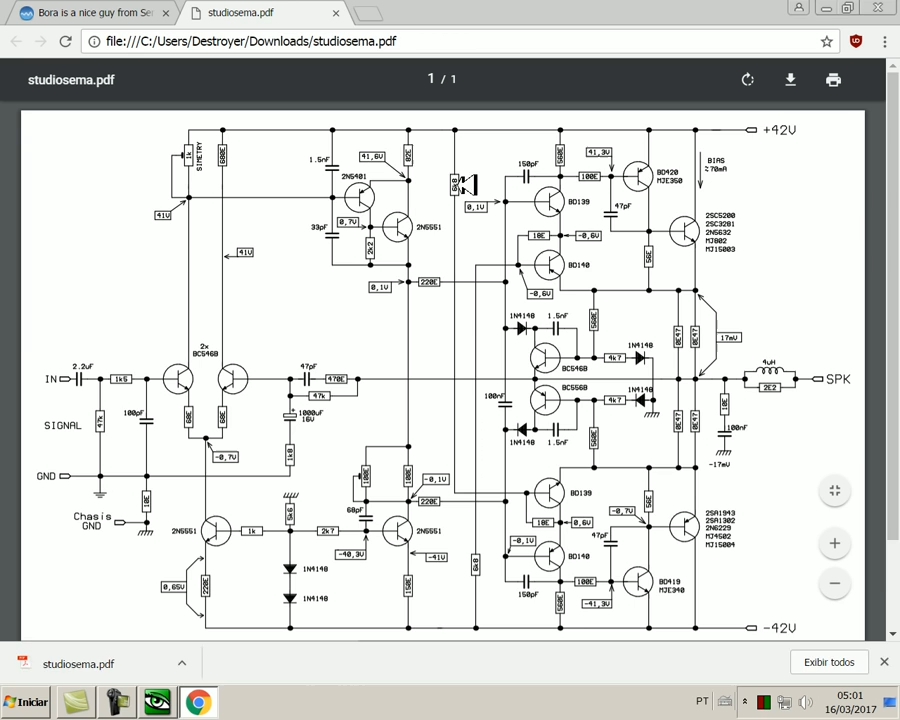 Bora is a nice guy from Se
studiosema.pdf
file:///C:/Users/Destroyer/Downloads/studiosema.pdf
studiosema.pdf
1 / 1
+42V
1k
SIMETRY
680E
1.5nF
41,6V
82E
2N5401
6k8
150pF
560E
41,3V
100E
BD420
MJE350
BIAS
≥70mA
41V
0,7V
33pF
2k2
2N5551
0,1V
BD139
47pF
2SC5200
2SC3281
2N5632
MJ802
MJ15003
18E
-0,6V
BD140
56E
41V
0,1V
220E
-0,6V
1N4148
1.5nF
560E
0E47
0E47
17mV
2x
BC546B
BC546B
4k7
1N4148
4uH
2.2uF
IN
1k5
47pF
470E
47k
SPK
2E2
BC556B
4k7
1N4148
100nF
10E
100nF
SIGNAL
47k
100pF
68E
68E
1000uF
16V
1N4148
1.5nF
560E
0E47
0E47
-17mV
-0,7V
1k8
GND
100E
100E
-0,1V
220E
BD139
56E
10E
Chasis
GND
2N5551
1k
5k6
2k7
68pF
2N5551
18E
0,6V
-0,7V
-0,1V
47pF
2SA1943
2SA1302
2N6229
MJ4502
MJ15004
-40,3V
-41V
BD140
0,65V
220E
1N4148
1N4148
150E
6k8
150pF
100E
560E
-41,3V
BD419
MJE340
-42V
studiosema.pdf
Exibir todos
Iniciar
PT
05:01
16/03/2017